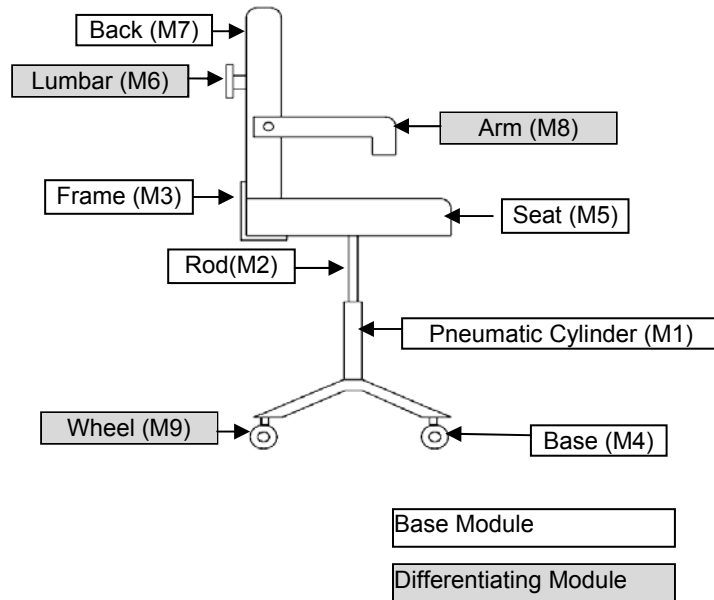 Back (M7)
Lumbar (M6)
Arm (M8)
Frame (M3)
Seat (M5)
Rod(M2)
Pneumatic Cylinder (M1)
Wheel (M9)
Base (M4)
Base Module
Differentiating Module